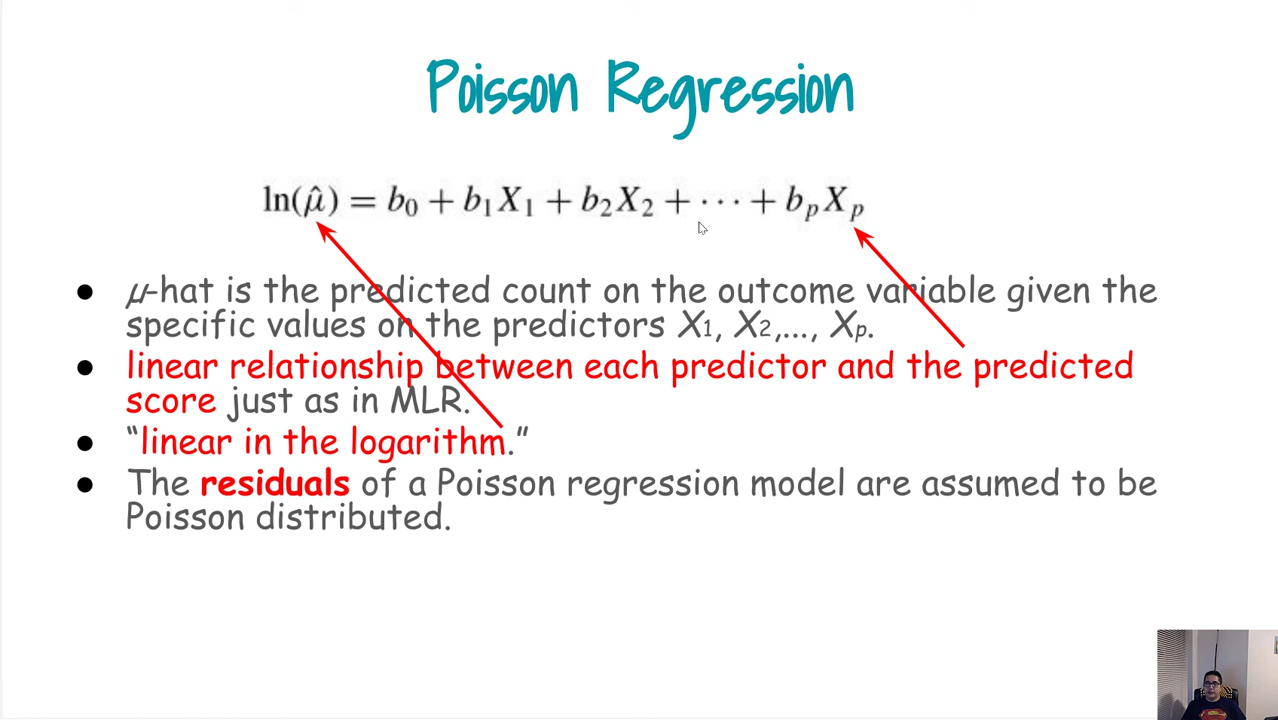 Poisson Regression
ln(μ̂) = b₀ + b₁X₁ + b₂X₂ + ··· + bₚXₚ
● μ-hat is the predicted count on the outcome variable given the
specific values on the predictors X₁, X₂,..., Xₚ.
● linear relationship between each predictor and the predicted
score just as in MLR.
● “linear in the logarithm.”
● The residuals of a Poisson regression model are assumed to be
Poisson distributed.